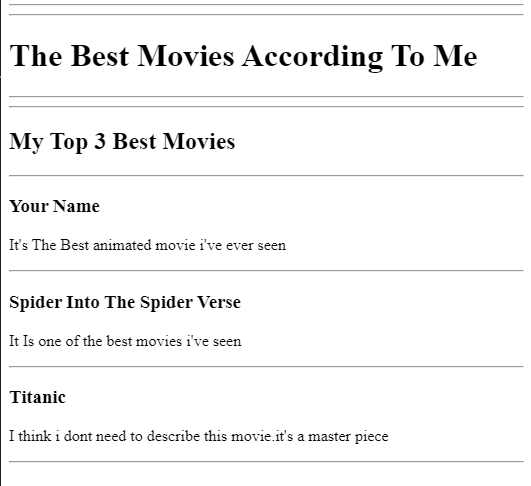 The Best Movies According To Me
My Top 3 Best Movies
Your Name
It's The Best animated movie i've ever seen
Spider Into The Spider Verse
It Is one of the best movies i've seen
Titanic
I think i dont need to describe this movie.it's a master piece